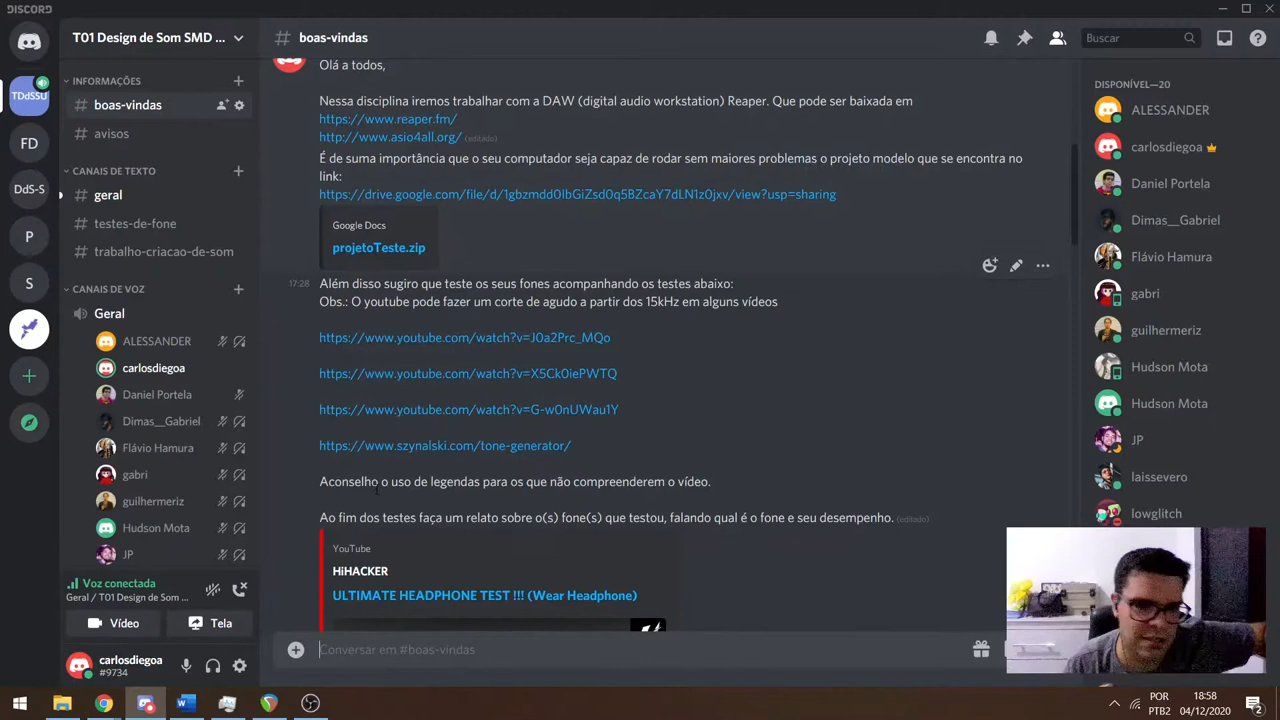 DISCORD
T01 Design de Som SMD ...
# boas-vindas
Buscar
TDdSSU
FD
DdS-S
P
S
INFORMAÇÕES
boas-vindas
avisos
CANAIS DE TEXTO
geral
testes-de-fone
trabalho-criacao-de-som
CANAIS DE VOZ
Geral
ALESSANDER
carlosdiegoa
Daniel Portela
Dimas__Gabriel
Flávio Hamura
gabri
guilhermeriz
Hudson Mota
JP
Voz conectada
Geral / T01 Design de Som ...
Vídeo
Tela
carlosdiegoa
#9734
Olá a todos,
Nessa disciplina iremos trabalhar com a DAW (digital audio workstation) Reaper. Que pode ser baixada em
https://www.reaper.fm/
http://www.asio4all.org/ (editado)
É de suma importância que o seu computador seja capaz de rodar sem maiores problemas o projeto modelo que se encontra no
link:
https://drive.google.com/file/d/1gbzmdd0IbGiZsd0q5BZcaY7dLN1z0jxv/view?usp=sharing
Google Docs
projetoTeste.zip
17:28 Além disso sugiro que teste os seus fones acompanhando os testes abaixo:
Obs.: O youtube pode fazer um corte de agudo a partir dos 15kHz em alguns vídeos
https://www.youtube.com/watch?v=J0a2Prc_MQo
https://www.youtube.com/watch?v=X5Ck0iePWTQ
https://www.youtube.com/watch?v=G-w0nUWau1Y
https://www.szynalski.com/tone-generator/
Aconselho o uso de legendas para os que não compreenderem o vídeo.
Ao fim dos testes faça um relato sobre o(s) fone(s) que testou, falando qual é o fone e seu desempenho. (editado)
YouTube
HiHACKER
ULTIMATE HEADPHONE TEST !!! (Wear Headphone)
Conversar em #boas-vindas
DISPONÍVEL—20
ALESSANDER
carlosdiegoa
Daniel Portela
Dimas__Gabriel
Flávio Hamura
gabri
guilhermeriz
Hudson Mota
Hudson Mota
JP
laissevero
lowglitch
POR
PTB2
18:58
04/12/2020
2